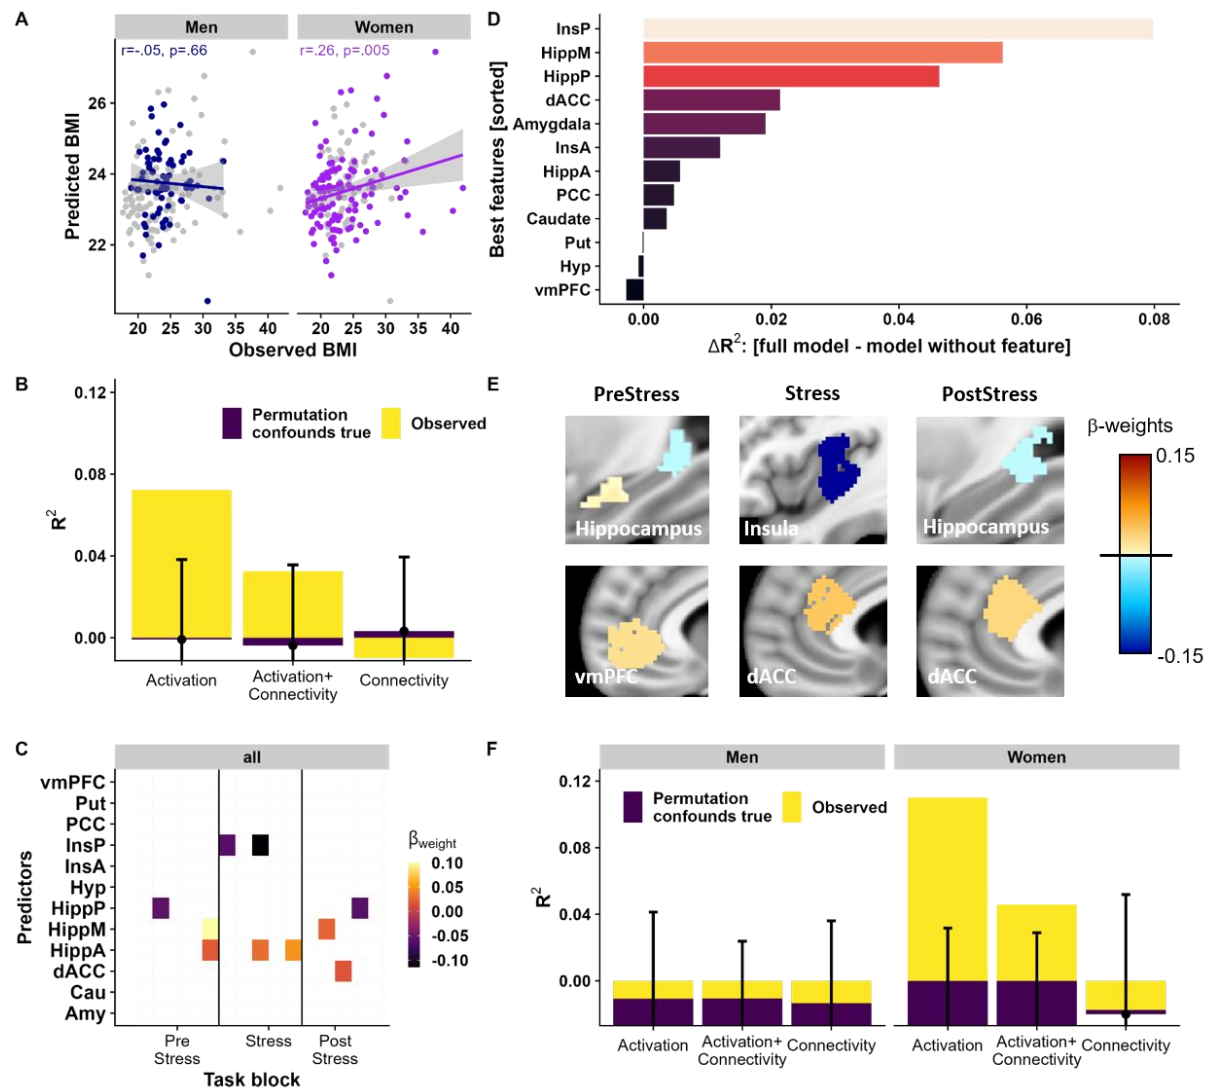 A
Men
Women
r=-.05, p=.66
r=.26, p=.005
Predicted BMI
26
24
22
20 25 30 35 40
20 25 30 35 40
Observed BMI
D
Best features [sorted]
InsP
HippM
HippP
dACC
Amygdala
InsA
HippA
PCC
Caudate
Put
Hyp
vmPFC
0.00 0.02 0.04 0.06 0.08
ΔR²: [full model - model without feature]
B
R²
0.12
0.08
0.04
0.00
Permutation
confounds true
Observed
Activation
Activation+
Connectivity
Connectivity
E
PreStress
Stress
PostStress
Hippocampus
Insula
Hippocampus
vmPFC
dACC
dACC
β-weights
0.15
-0.15
C
all
Predictors
vmPFC
Put
PCC
InsP
InsA
Hyp
HippP
HippM
HippA
dACC
Cau
Amy
Pre
Stress
Stress
Post
Stress
Task block
βweight
0.10
0.05
0.00
-0.05
-0.10
F
Men
Women
R²
0.12
0.08
0.04
0.00
Permutation
confounds true
Observed
Activation
Activation+
Connectivity
Connectivity
Activation
Activation+
Connectivity
Connectivity